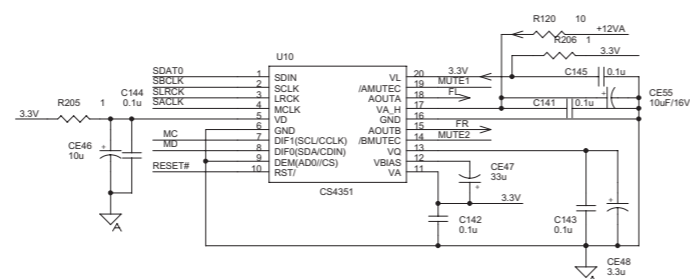 R120 10
+12VA
R206 1
3.3V
U10
SDAT0 1 SDIN VL 20 3.3V
SBCLK 2 SCLK /AMUTEC 19 MUTE1
SLRCK 3 LRCK AOUTA 18 FL
SACLK 4 MCLK VA_H 17
5 VD GND 16
6 GND AOUTB 15 FR
MC 7 DIF1(SCL/CCLK) /BMUTEC 14 MUTE2
MD 8 DIF0(SDA/CDIN) VQ 13
9 DEM(AD0//CS) VBIAS 12
RESET# 10 RST/ VA 11
CS4351
C145 0.1u
C141 0.1u
CE55
10uF/16V
C144
0.1u
R205 1
3.3V
CE46
10u
A
CE47
33u
3.3V
C142
0.1u
C143
0.1u
CE48
3.3u
A